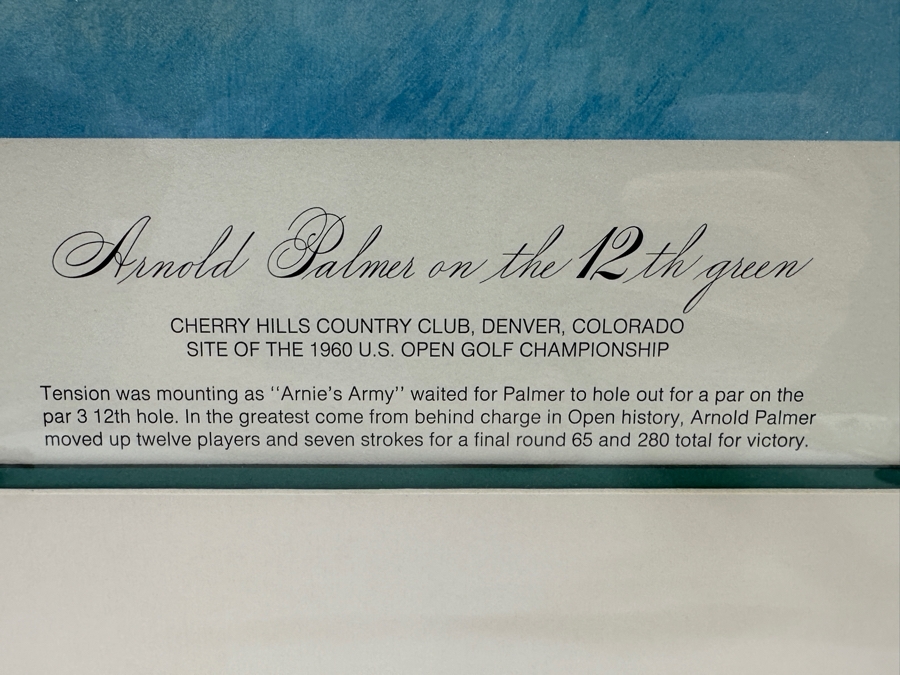 Arnold Palmer on the 12th green
CHERRY HILLS COUNTRY CLUB, DENVER, COLORADO
SITE OF THE 1960 U.S. OPEN GOLF CHAMPIONSHIP
Tension was mounting as ''Arnie's Army'' waited for Palmer to hole out for a par on the
par 3 12th hole. In the greatest come from behind charge in Open history, Arnold Palmer
moved up twelve players and seven strokes for a final round 65 and 280 total for victory.